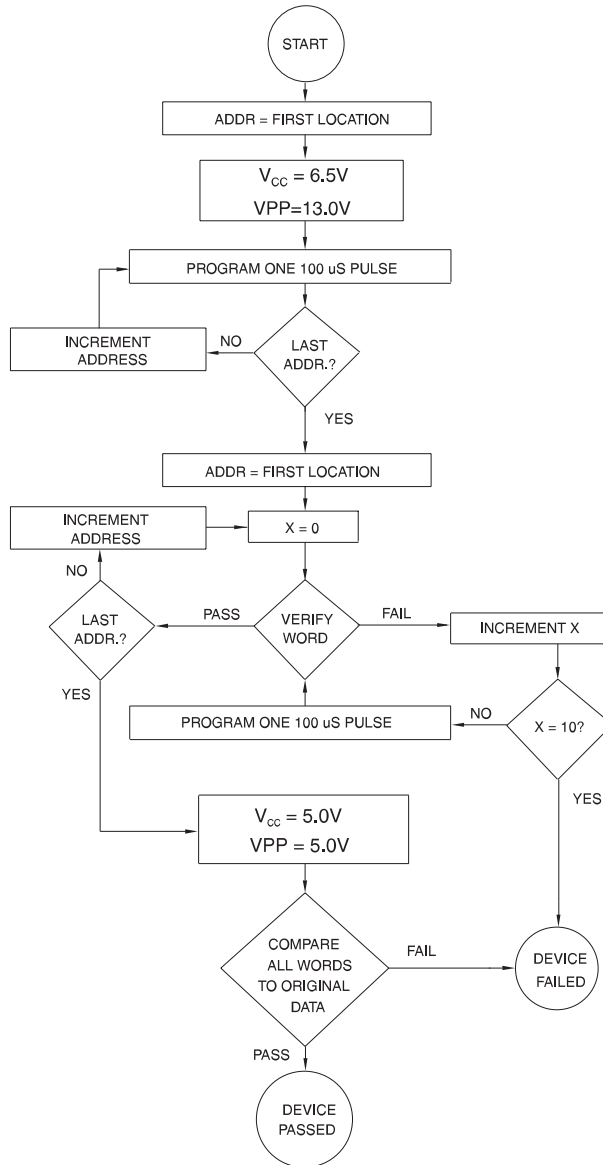 START
ADDR = FIRST LOCATION
VCC = 6.5V
VPP=13.0V
PROGRAM ONE 100 uS PULSE
INCREMENT
ADDRESS
NO
LAST
ADDR.?
YES
ADDR = FIRST LOCATION
INCREMENT
ADDRESS
X = 0
NO
LAST
ADDR.?
PASS
VERIFY
WORD
FAIL
INCREMENT X
YES
PROGRAM ONE 100 uS PULSE
NO
X = 10?
YES
VCC = 5.0V
VPP = 5.0V
COMPARE
ALL WORDS
TO ORIGINAL
DATA
FAIL
DEVICE
FAILED
PASS
DEVICE
PASSED